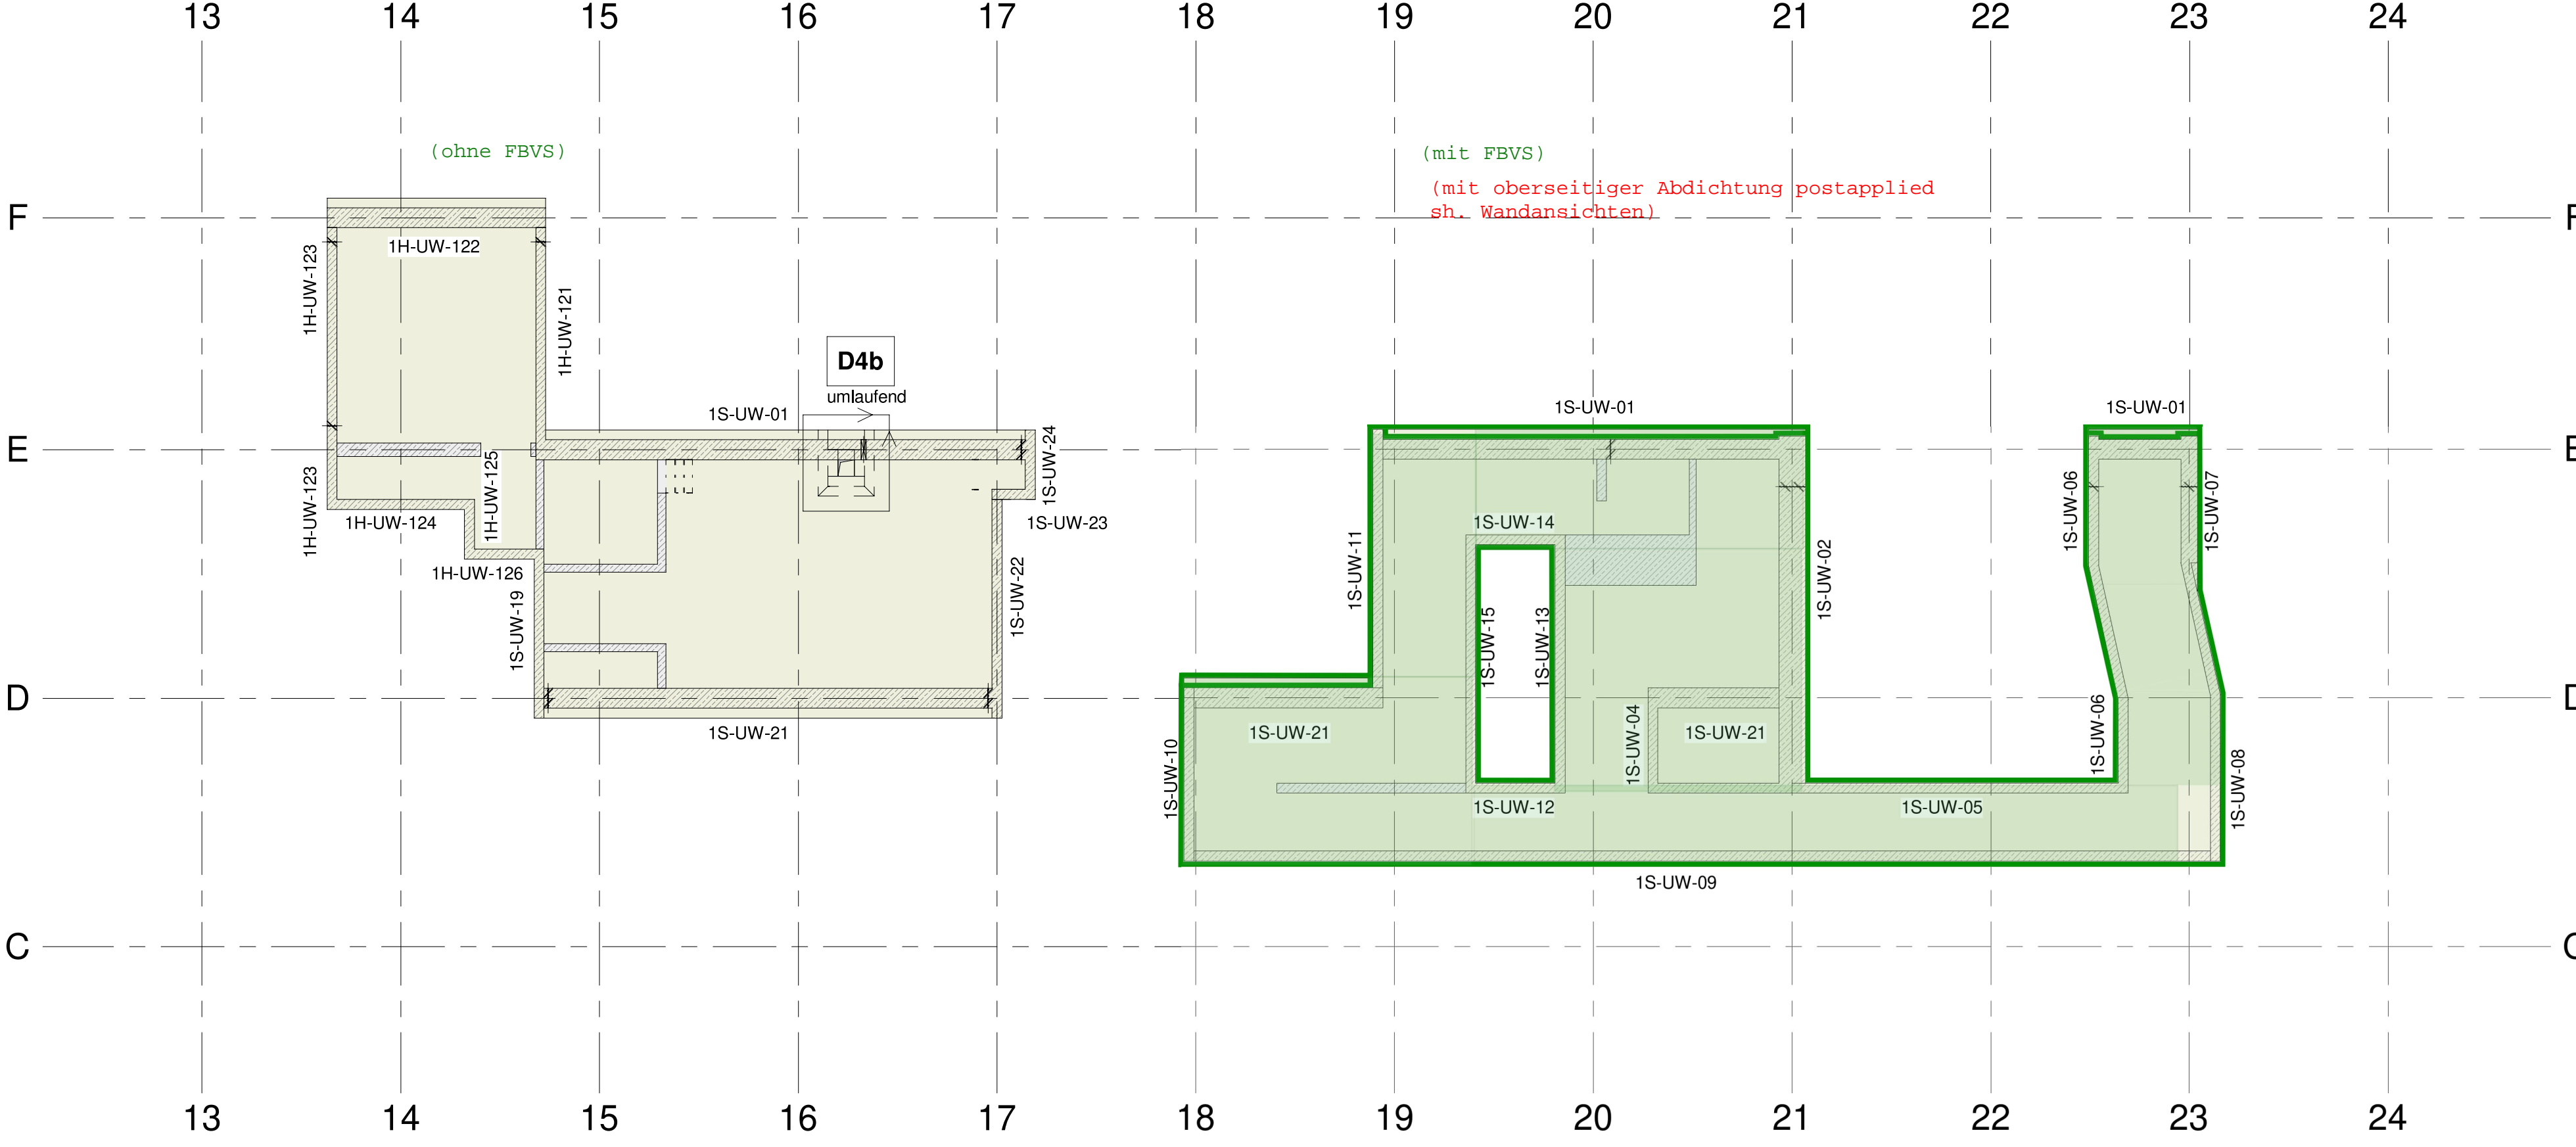 13 14 15 16 17 18 19 20 21 22 23 24
(ohne FBVS)
(mit FBVS)
(mit oberseitiger Abdichtung postapplied
sh. Wandansichten)
F
1H-UW-122
1H-UW-123
1H-UW-121
D4b
umlaufend
1S-UW-01
1S-UW-01
1S-UW-01
E
1S-UW-24
1H-UW-125
1H-UW-123
1H-UW-124
1S-UW-23
1S-UW-14
1S-UW-06
1S-UW-07
1H-UW-126
1S-UW-19
1S-UW-22
1S-UW-11
1S-UW-02
1S-UW-15
1S-UW-13
D
1S-UW-21
1S-UW-21
1S-UW-04
1S-UW-21
1S-UW-06
1S-UW-10
1S-UW-08
1S-UW-12
1S-UW-05
1S-UW-09
C
13 14 15 16 17 18 19 20 21 22 23 24